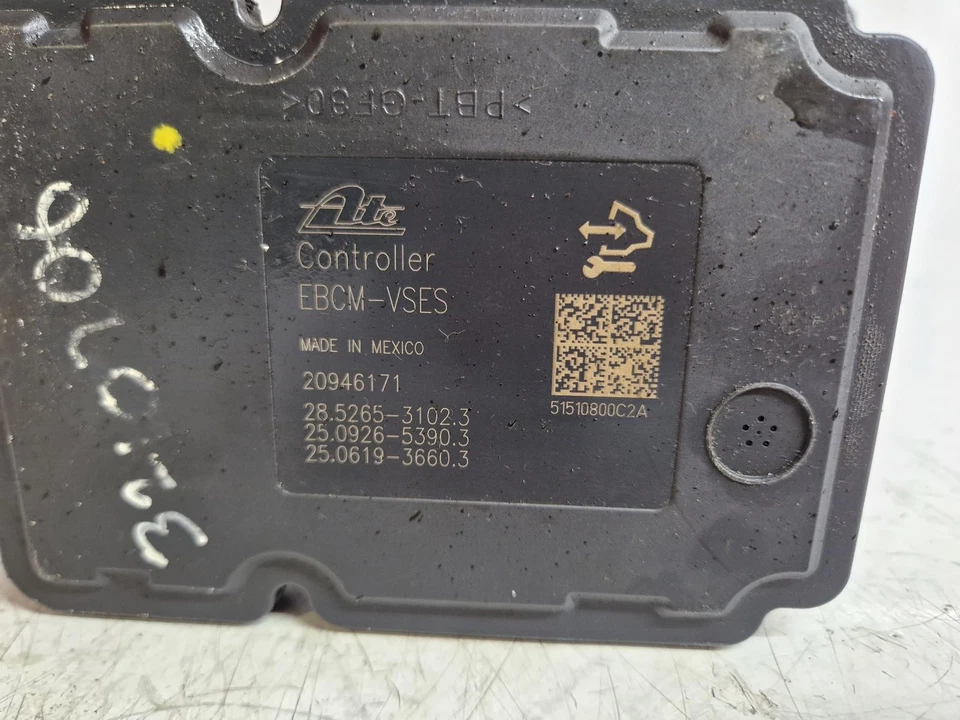 >PBT-GF30<
Ate
Controller
EBCM-VSES
MADE IN MEXICO
20946171
28.5265-3102.3
25.0926-5390.3
25.0619-3660.3
51510800C2A